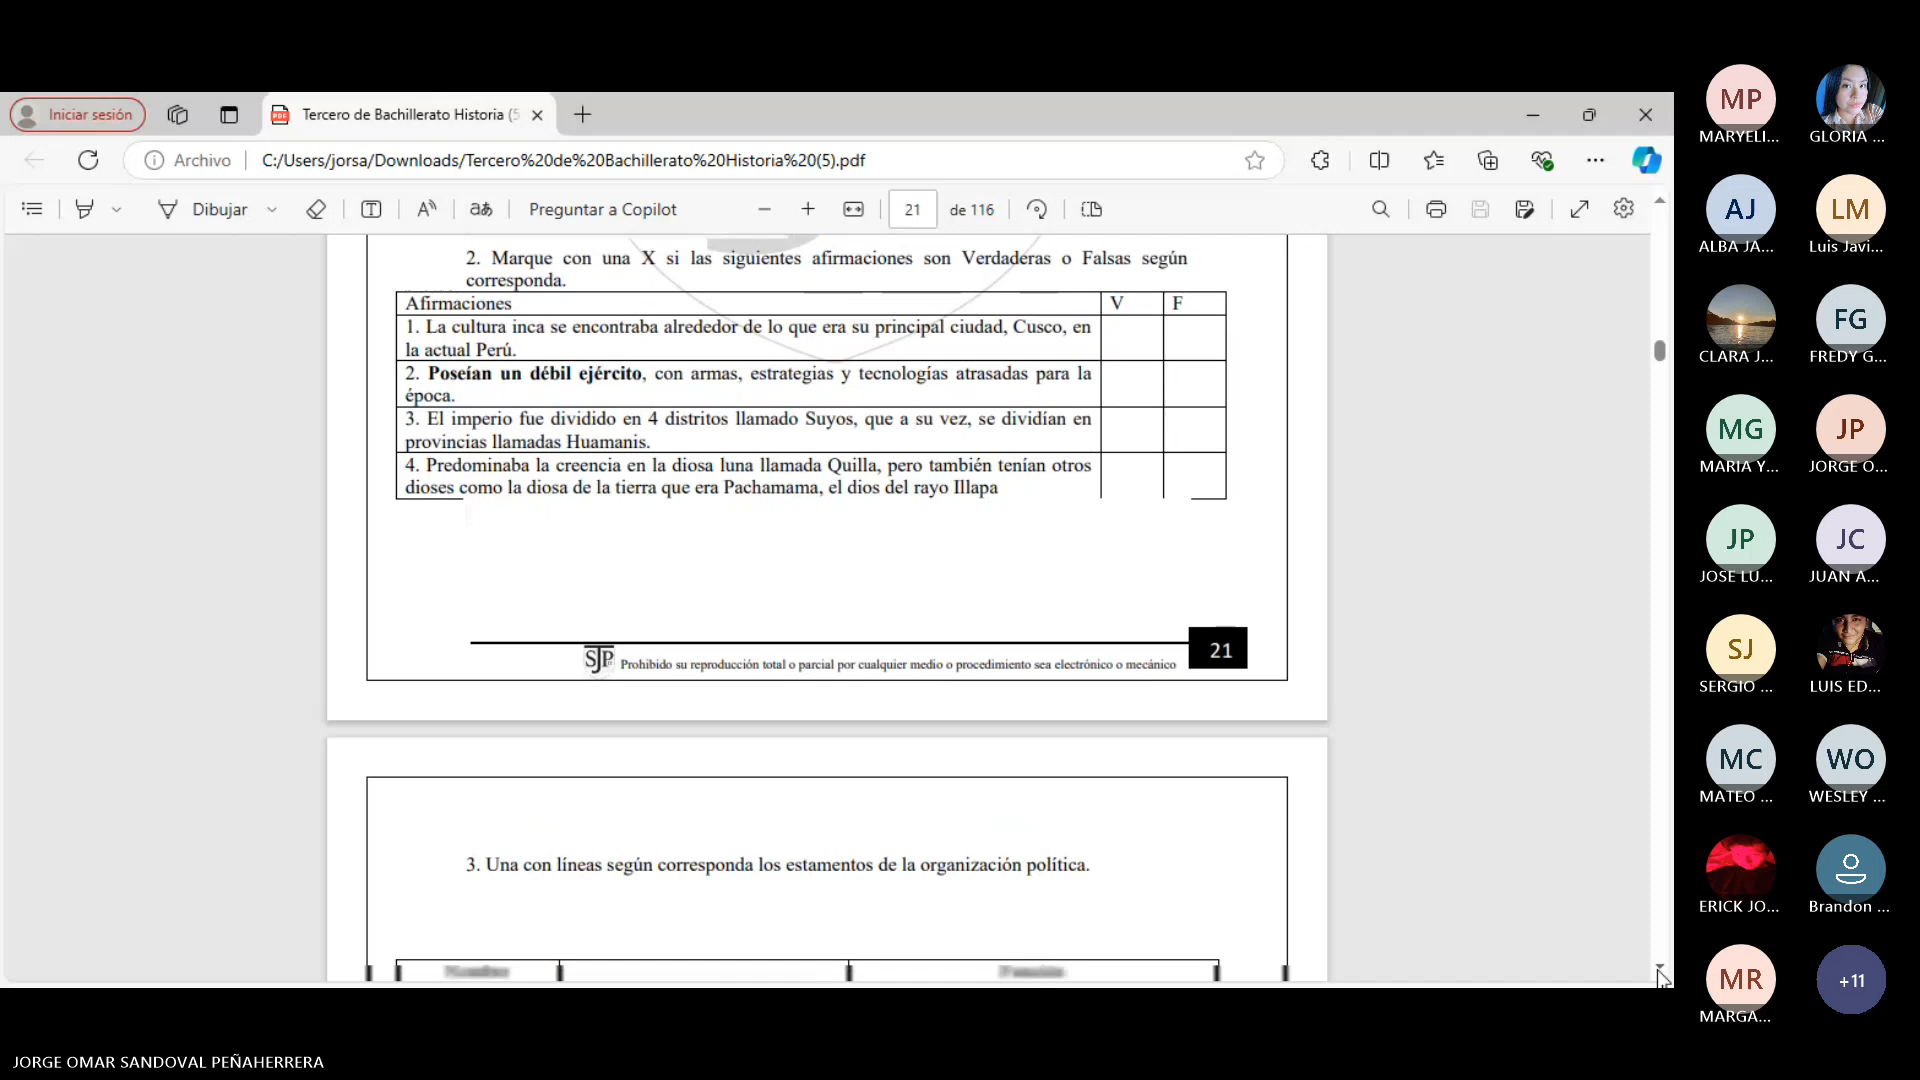 Iniciar sesión
Tercero de Bachillerato Historia (5
Archivo
C:/Users/jorsa/Downloads/Tercero%20de%20Bachillerato%20Historia%20(5).pdf
Dibujar
aあ
Preguntar a Copilot
21
de 116
2. Marque con una X si las siguientes afirmaciones son Verdaderas o Falsas según
corresponda.
Afirmaciones V F
1. La cultura inca se encontraba alrededor de lo que era su principal ciudad, Cusco, en
la actual Perú.
2. Poseían un débil ejército, con armas, estrategias y tecnologías atrasadas para la
época.
3. El imperio fue dividido en 4 distritos llamado Suyos, que a su vez, se dividían en
provincias llamadas Huamanis.
4. Predominaba la creencia en la diosa luna llamada Quilla, pero también tenían otros
dioses como la diosa de la tierra que era Pachamama, el dios del rayo Illapa
SJP
Prohibido su reproducción total o parcial por cualquier medio o procedimiento sea electrónico o mecánico
21
3. Una con líneas según corresponda los estamentos de la organización política.
Nombre Función
MP
MARYELI...
GLORIA ...
AJ
ALBA JA...
LM
Luis Javi...
CLARA J...
FG
FREDY G...
MG
MARIA Y...
JP
JORGE O...
JP
JOSE LU...
JC
JUAN A...
SJ
SERGIO ...
LUIS ED...
MC
MATEO ...
WO
WESLEY ...
ERICK JO...
Brandon ...
MR
MARGA...
+11
JORGE OMAR SANDOVAL PEÑAHERRERA